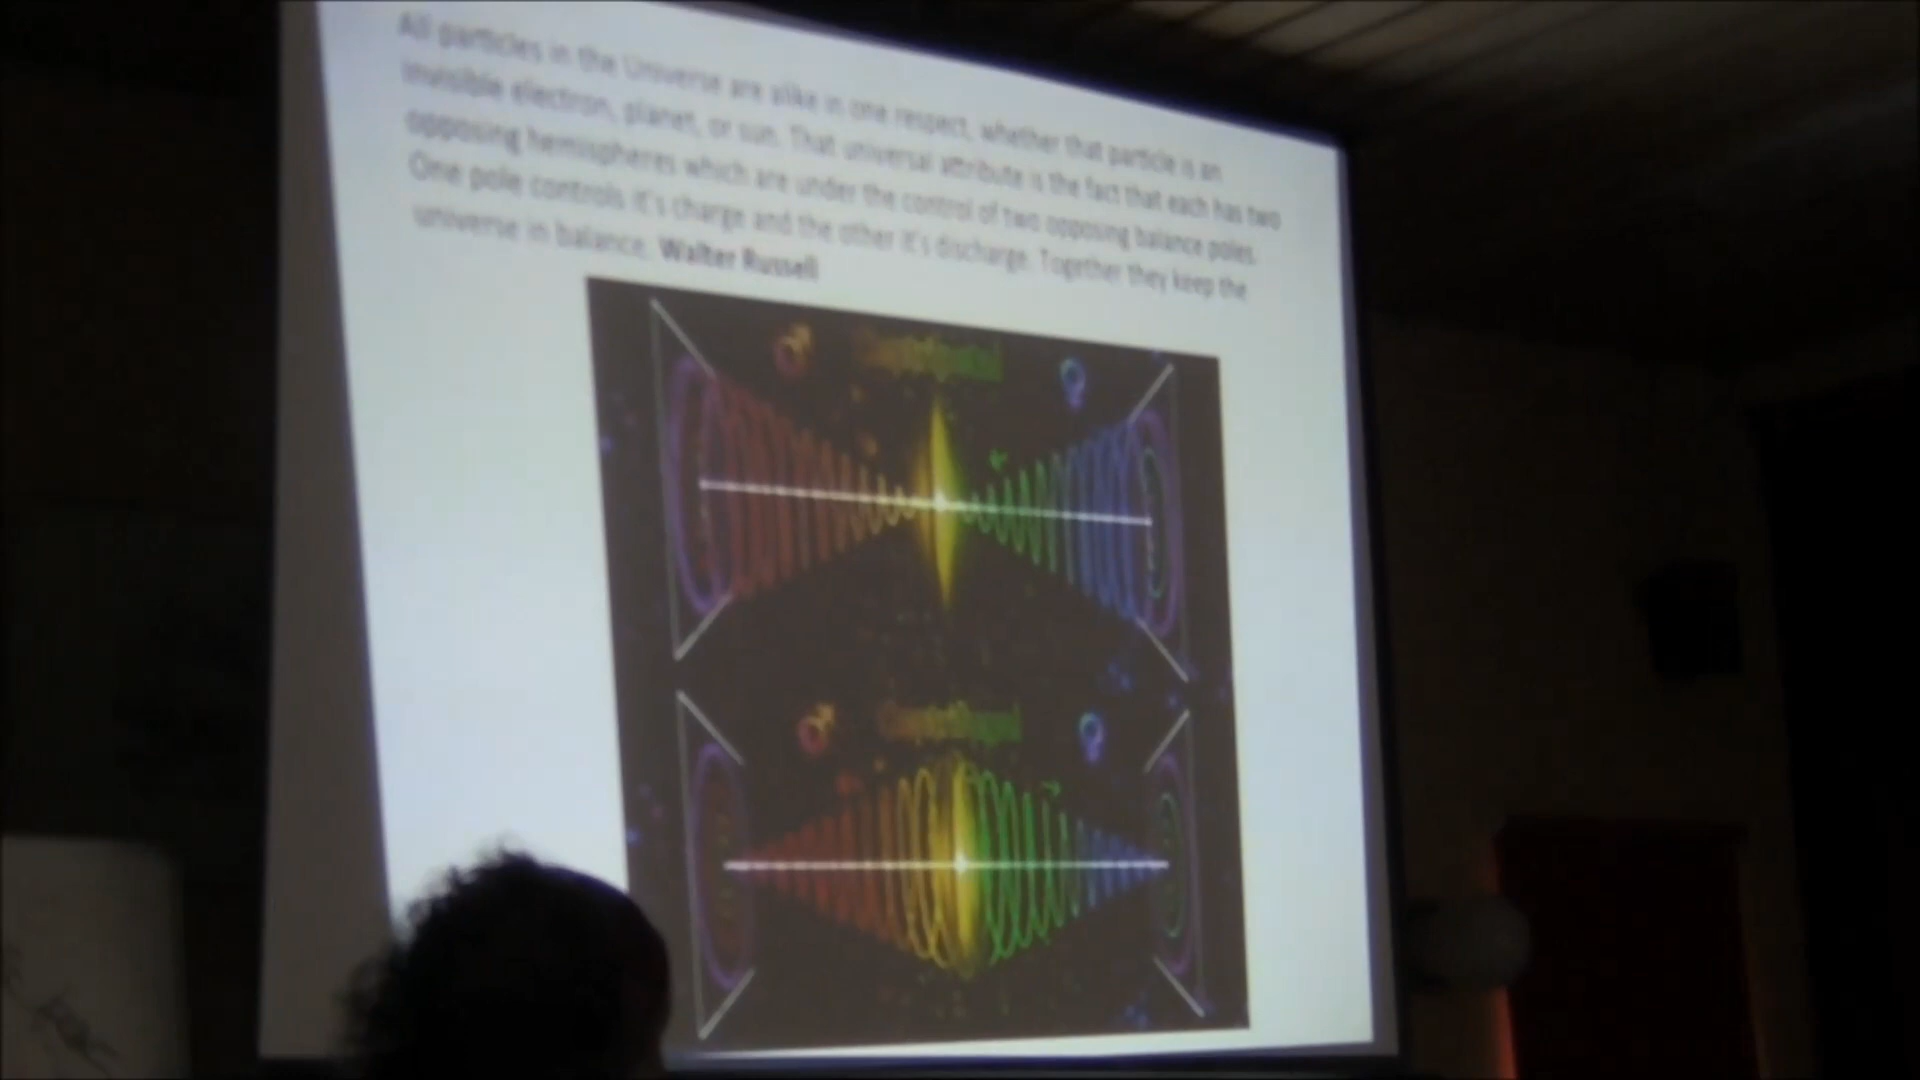 All particles in the Universe are alike in one respect, whether that particle is an
invisible electron, planet, or sun. That universal attribute is the fact that each has two
opposing hemispheres which are under the control of two opposing balance poles.
One pole controls it's charge and the other it's discharge. Together they keep the
universe in balance. Walter Russell